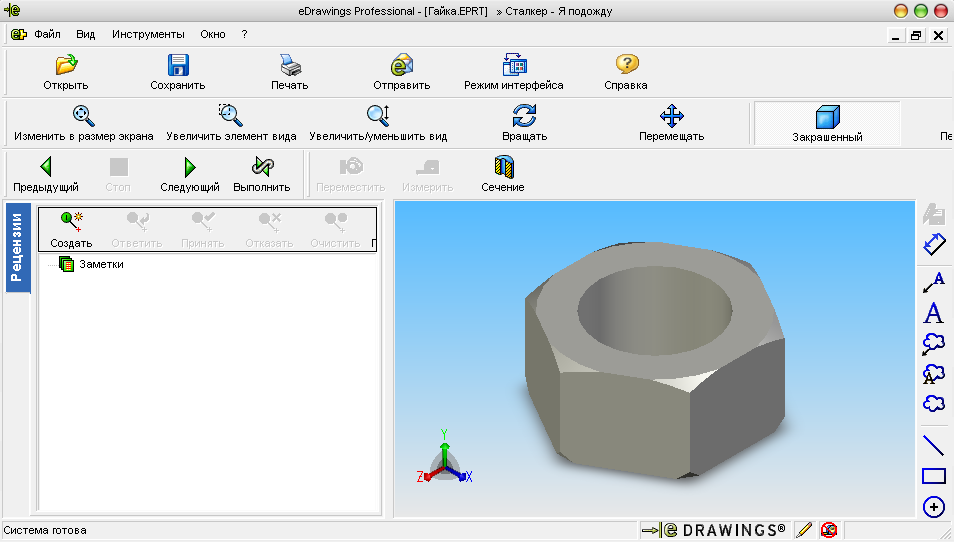 eDrawings Professional - [Гайка.EPRT] » Сталкер - Я подожду
Файл Вид Инструменты Окно ?
Открыть Сохранить Печать Отправить Режим интерфейса Справка
Изменить в размер экрана Увеличить элемент вида Увеличить/уменьшить вид Вращать Перемещать Закрашенный Пе
Предыдущий Стоп Следующий Выполнить Переместить Измерить Сечение
Рецензии
Создать Ответить Принять Отказать Очистить П
Заметки
Y
Z X
A
A
A
Система готова
e DRAWINGS®